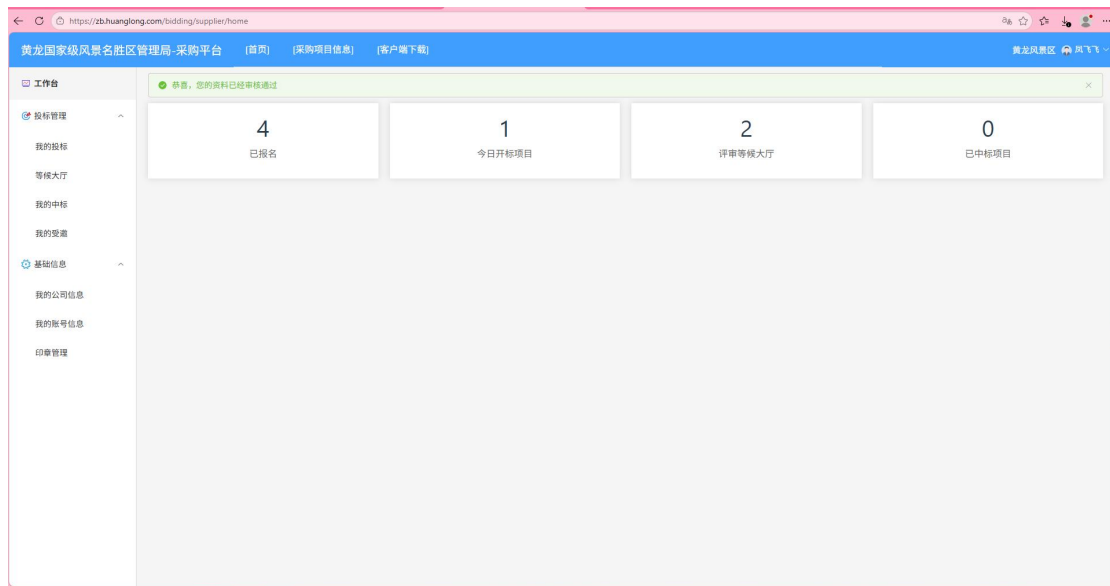 https://zb.huanglong.com/bidding/supplier/home
黄龙国家级风景名胜区管理局-采购平台 [首页] [采购项目信息] [客户端下载] 黄龙风景区 凤飞飞
工作台
恭喜，您的资料已经审核通过
投标管理
我的投标
等候大厅
我的中标
我的受邀
基础信息
我的公司信息
我的账号信息
印章管理
4 1 2 0
已报名 今日开标项目 评审等候大厅 已中标项目